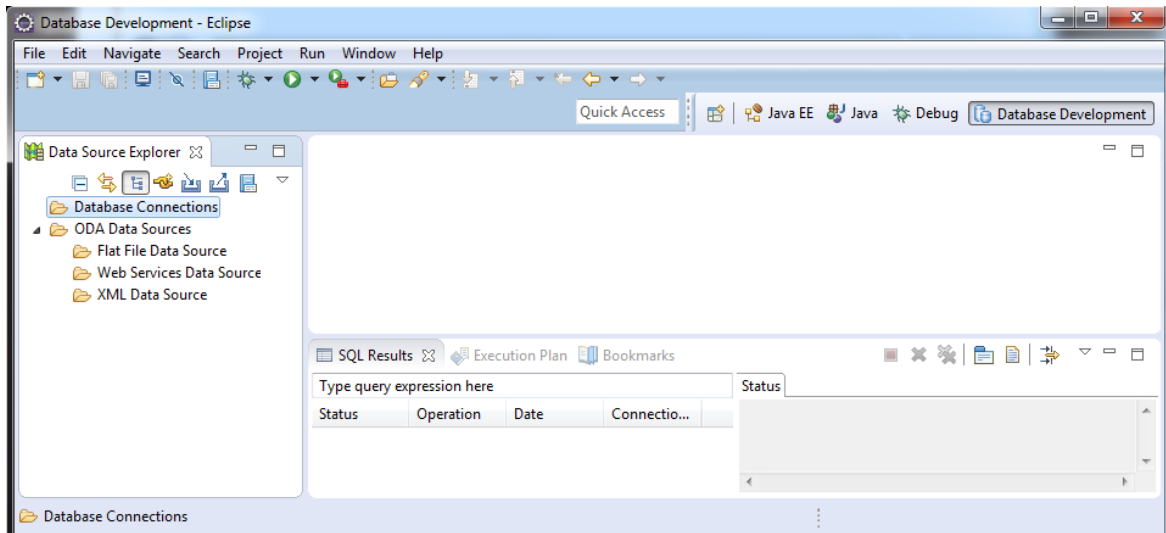 Database Development - Eclipse
File Edit Navigate Search Project Run Window Help
Quick Access Java EE Java Debug Database Development
Data Source Explorer
Database Connections
ODA Data Sources
Flat File Data Source
Web Services Data Source
XML Data Source
SQL Results Execution Plan Bookmarks
Type query expression here
Status
Status Operation Date Connectio...
Database Connections